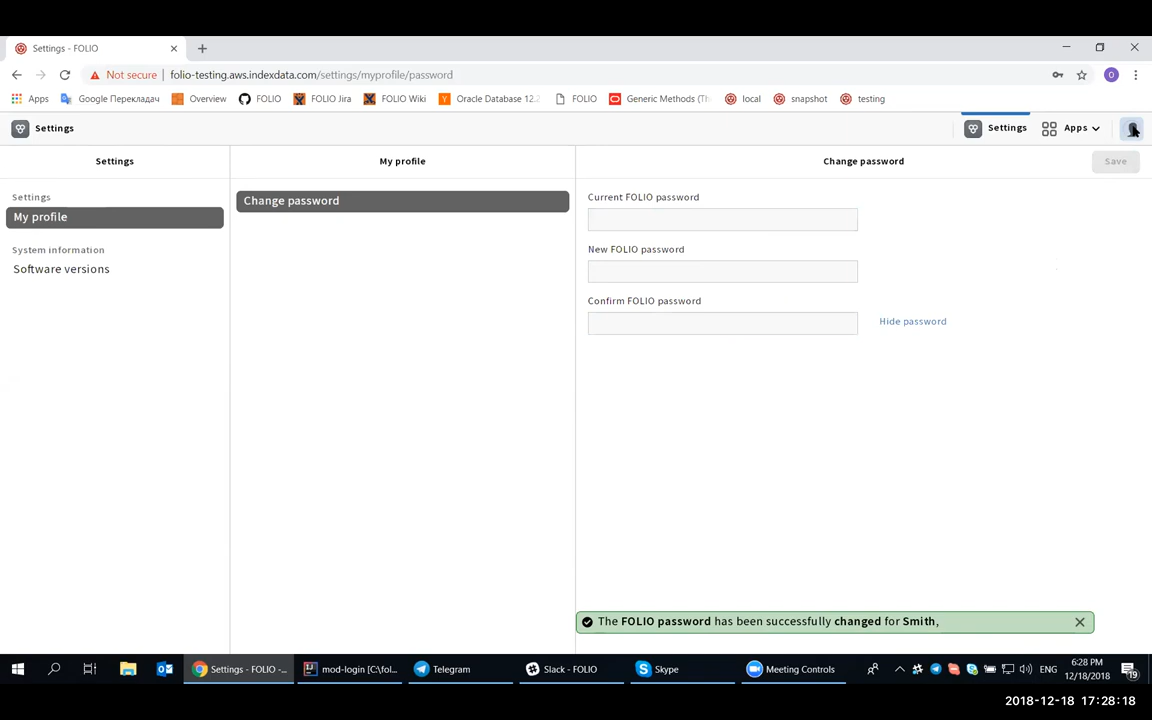 Settings - FOLIO
Not secure | folio-testing.aws.indexdata.com/settings/myprofile/password
O
Apps Google Перекладач Overview FOLIO FOLIO Jira FOLIO Wiki Oracle Database 12.2 FOLIO Generic Methods (Th local snapshot testing
Settings Settings Apps
Settings My profile Change password Save
Settings
My profile
System information
Software versions
Change password
Current FOLIO password
New FOLIO password
Confirm FOLIO password
Hide password
The FOLIO password has been successfully changed for Smith,
Settings - FOLIO -... mod-login [C:\fol... Telegram Slack - FOLIO Skype Zoom Meeting Controls ENG 6:28 PM
12/18/2018
19
2018-12-18 17:28:18